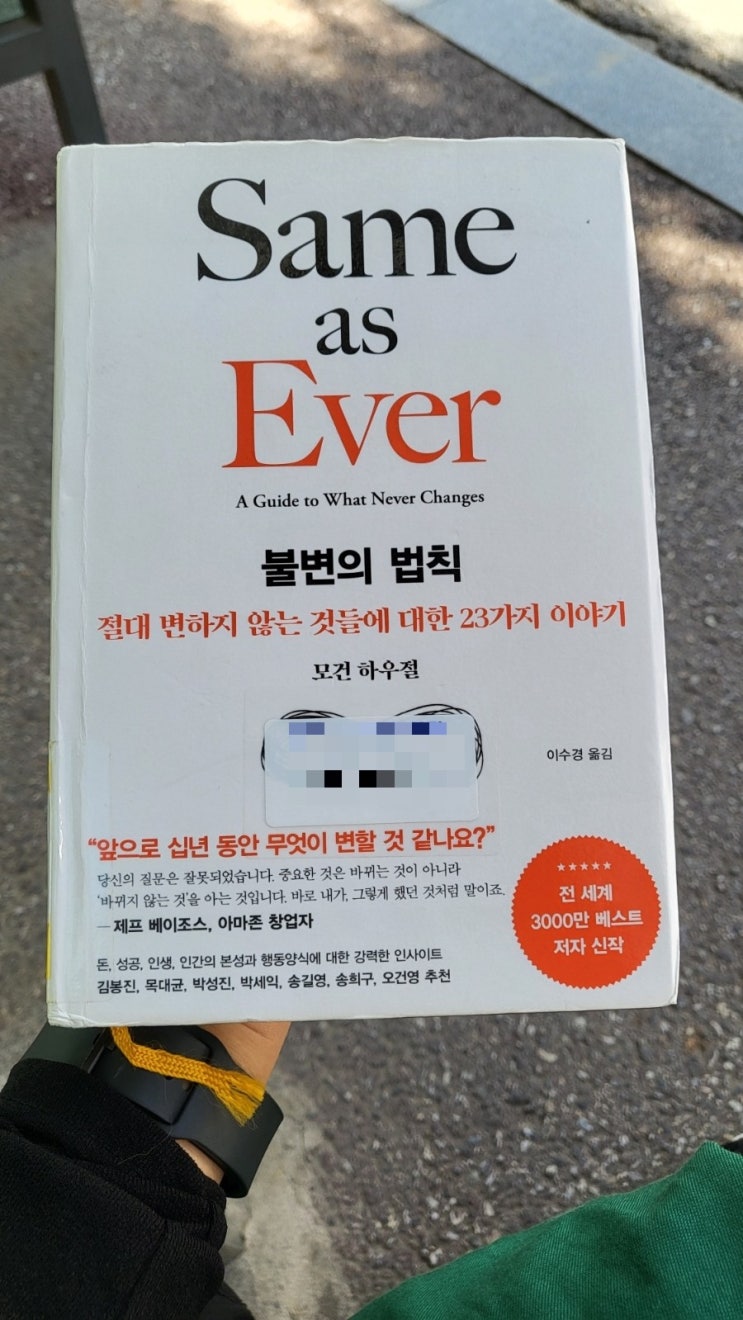 Same
as
Ever
A Guide to What Never Changes
불변의 법칙
절대 변하지 않는 것들에 대한 23가지 이야기
모건 하우절
이수경 옮김
“앞으로 십년 동안 무엇이 변할 것 같나요?”
당신의 질문은 잘못되었습니다. 중요한 것은 바뀌는 것이 아니라
‘바뀌지 않는 것’을 아는 것입니다. 바로 내가, 그렇게 했던 것처럼 말이죠.
— 제프 베이조스, 아마존 창업자
돈, 성공, 인생, 인간의 본성과 행동양식에 대한 강력한 인사이트
김봉진, 목대균, 박성진, 박세익, 송길영, 송희구, 오건영 추천
전 세계
3000만 베스트
저자 신작